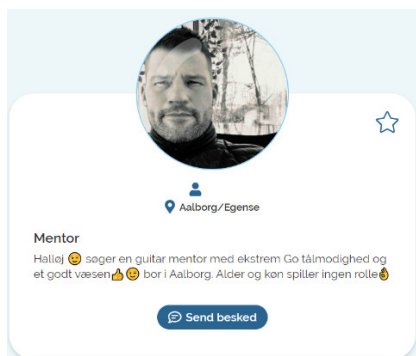 Aalborg/Egense
Mentor
Halløj 😉 søger en guitar mentor med ekstrem Go tålmodighed og
et godt væsen👍😉 bor i Aalborg. Alder og køn spiller ingen rolle👌
Send besked